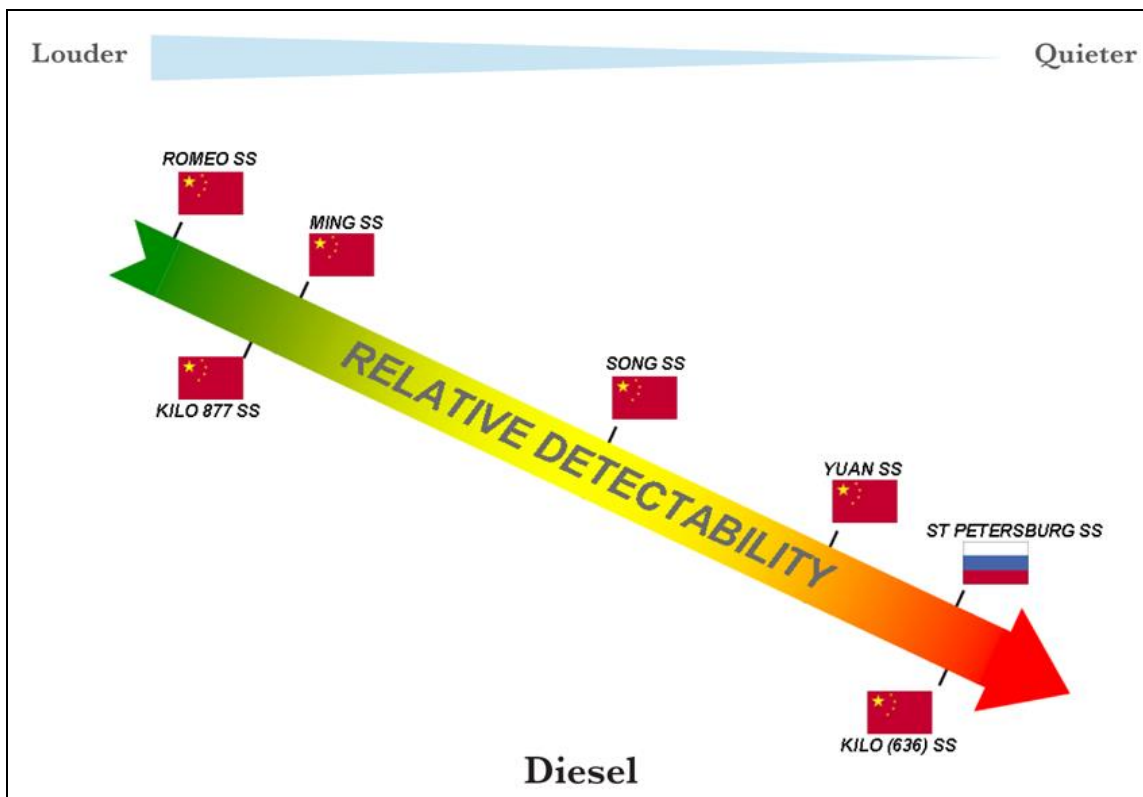 Louder
Quieter
ROMEO SS
MING SS
KILO 877 SS
RELATIVE DETECTABILITY
SONG SS
YUAN SS
ST PETERSBURG SS
KILO (636) SS
Diesel